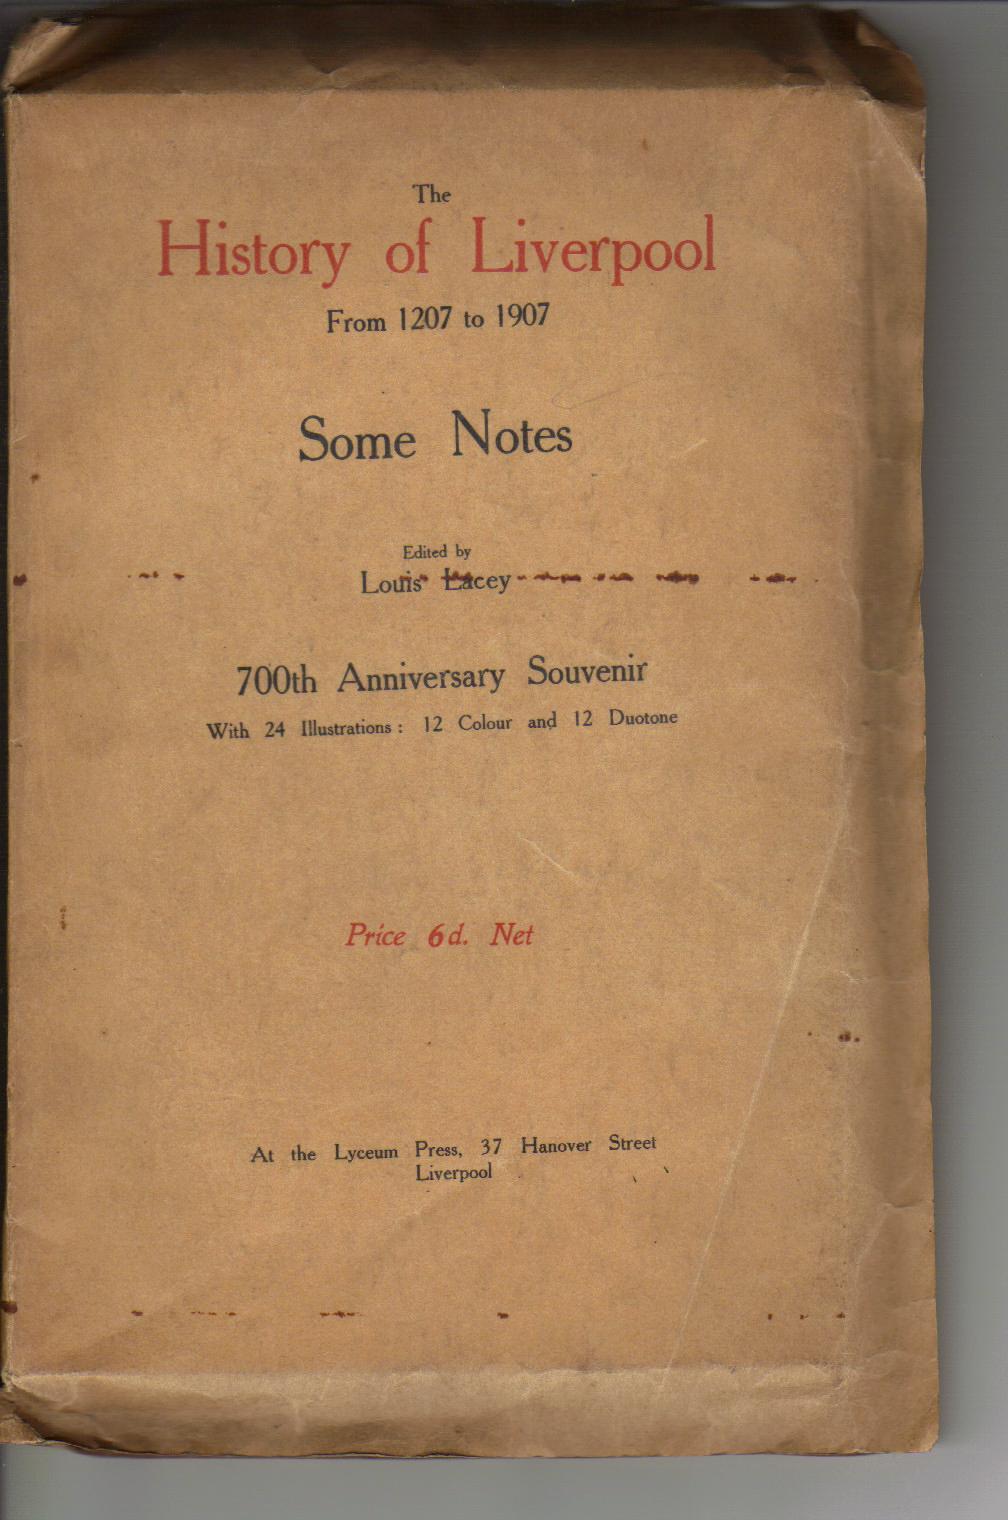 The
History of Liverpool
From 1207 to 1907
Some Notes
Edited by
Louis Lacey
700th Anniversary Souvenir
With 24 Illustrations : 12 Colour and 12 Duotone
Price 6d. Net
At the Lyceum Press, 37 Hanover Street
Liverpool